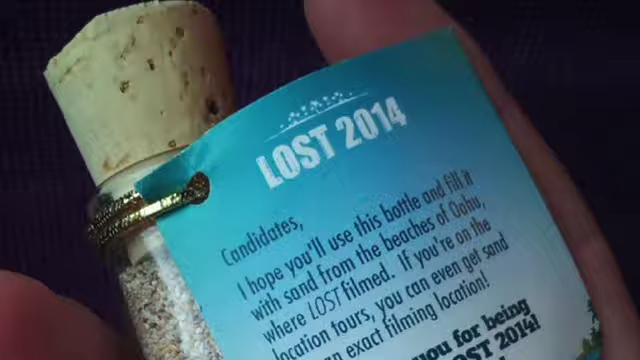 LOST 2014
Candidates,
I hope you'll use this bottle and fill it
with sand from the beaches of Oahu,
where LOST filmed. If you're on the
location tours, you can even get sand
an exact filming location!
you for being
OST 2014!